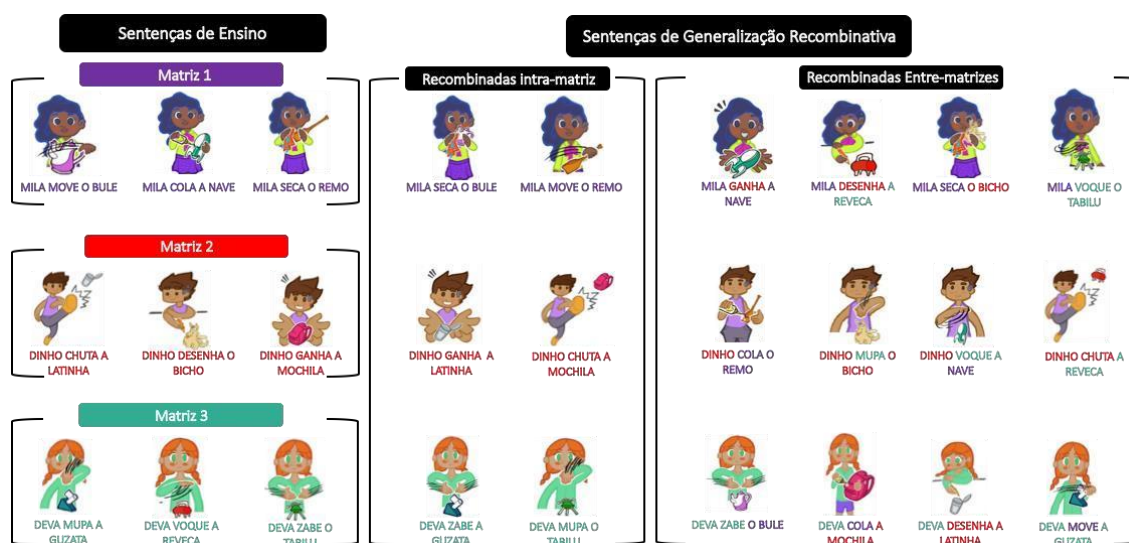 Sentenças de Ensino
Sentenças de Generalização Recombinativa
Matriz 1
Recombinadas intra-matriz
Recombinadas Entre-matrizes
MILA MOVE O BULE
MILA COLA A NAVE
MILA SECA O REMO
MILA SECA O BULE
MILA MOVE O REMO
MILA GANHA A
NAVE
MILA DESENHA A
REVECA
MILA SECA O BICHO
MILA VOQUE O
TABILU
Matriz 2
DINHO CHUTA A
LATINHA
DINHO DESENHA O
BICHO
DINHO GANHA A
MOCHILA
DINHO GANHA A
LATINHA
DINHO CHUTA A
MOCHILA
DINHO COLA O
REMO
DINHO MUPA O
BICHO
DINHO VOQUE A
NAVE
DINHO CHUTA A
REVECA
Matriz 3
DEVA MUPA A
GUZATA
DEVA VOQUE A
REVECA
DEVA ZABE O
TABILU
DEVA ZABE A
GUZATA
DEVA MUPA O
TABILU
DEVA ZABE O BULE
DEVA COLA A
MOCHILA
DEVA DESENHA A
LATINHA
DEVA MOVE A
GUZATA